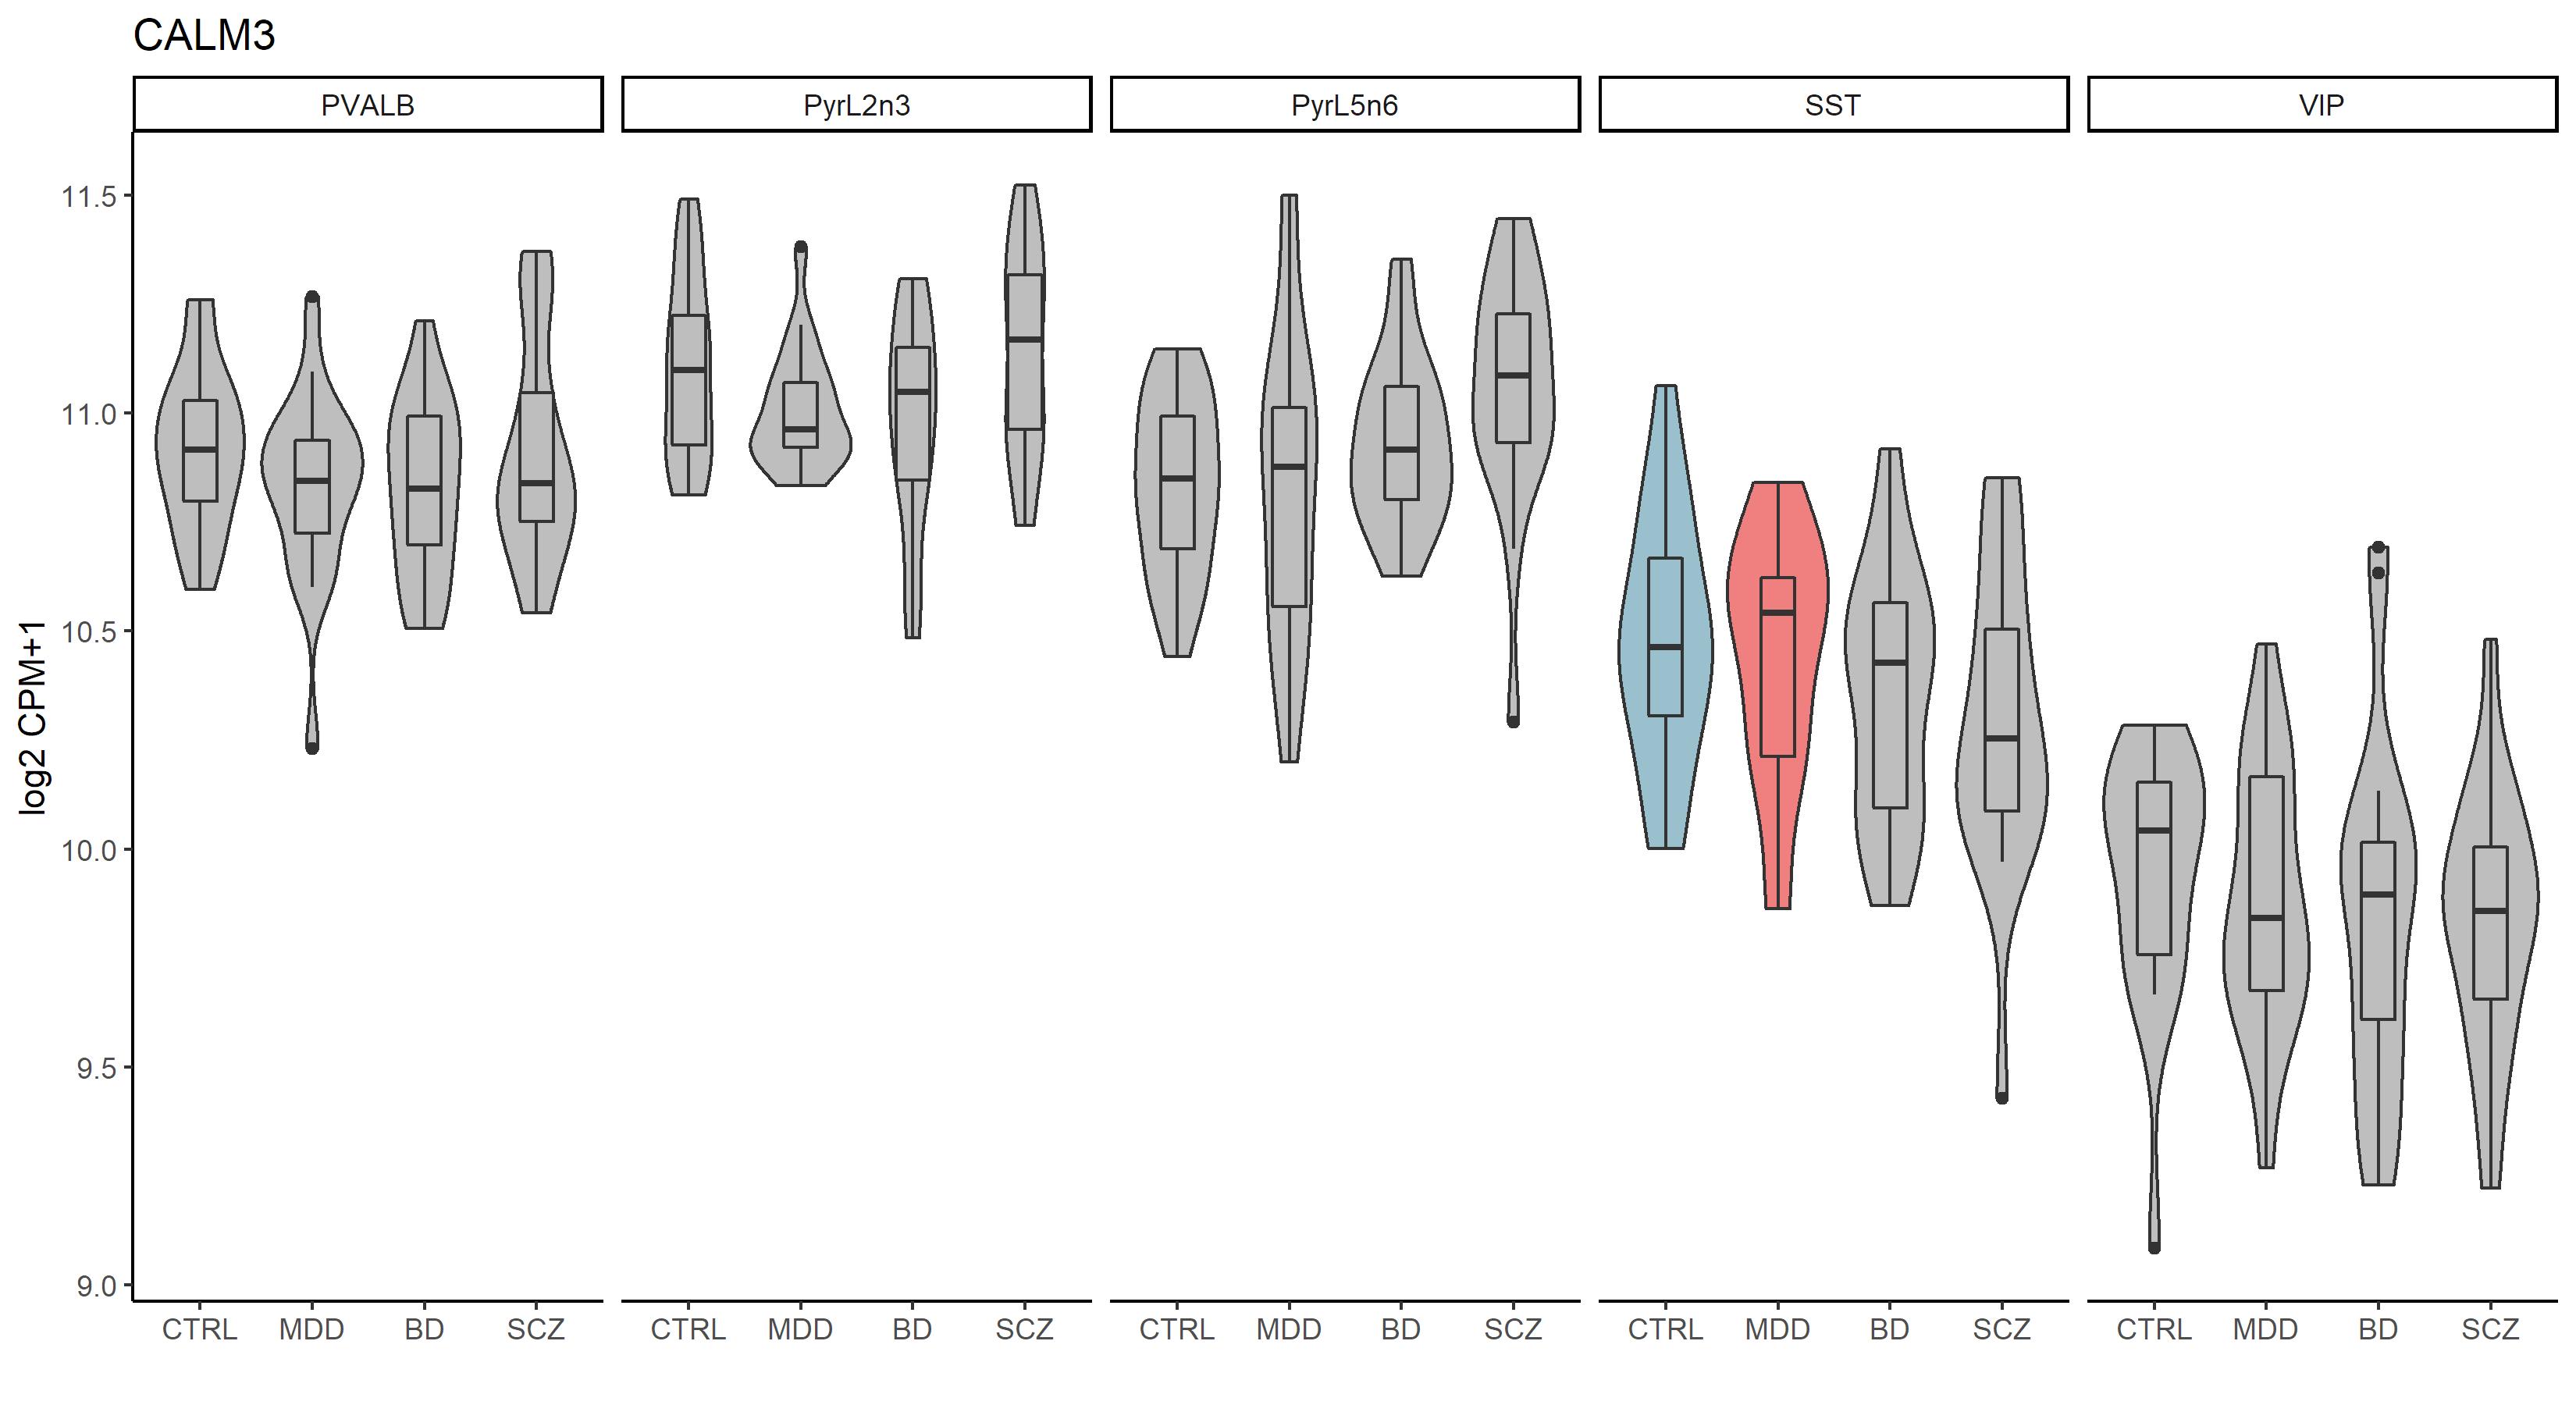 CALM3
PVALB PyrL2n3 PyrL5n6 SST VIP
log2 CPM+1
11.5
11.0
10.5
10.0
9.5
9.0
CTRL MDD BD SCZ CTRL MDD BD SCZ CTRL MDD BD SCZ CTRL MDD BD SCZ CTRL MDD BD SCZ